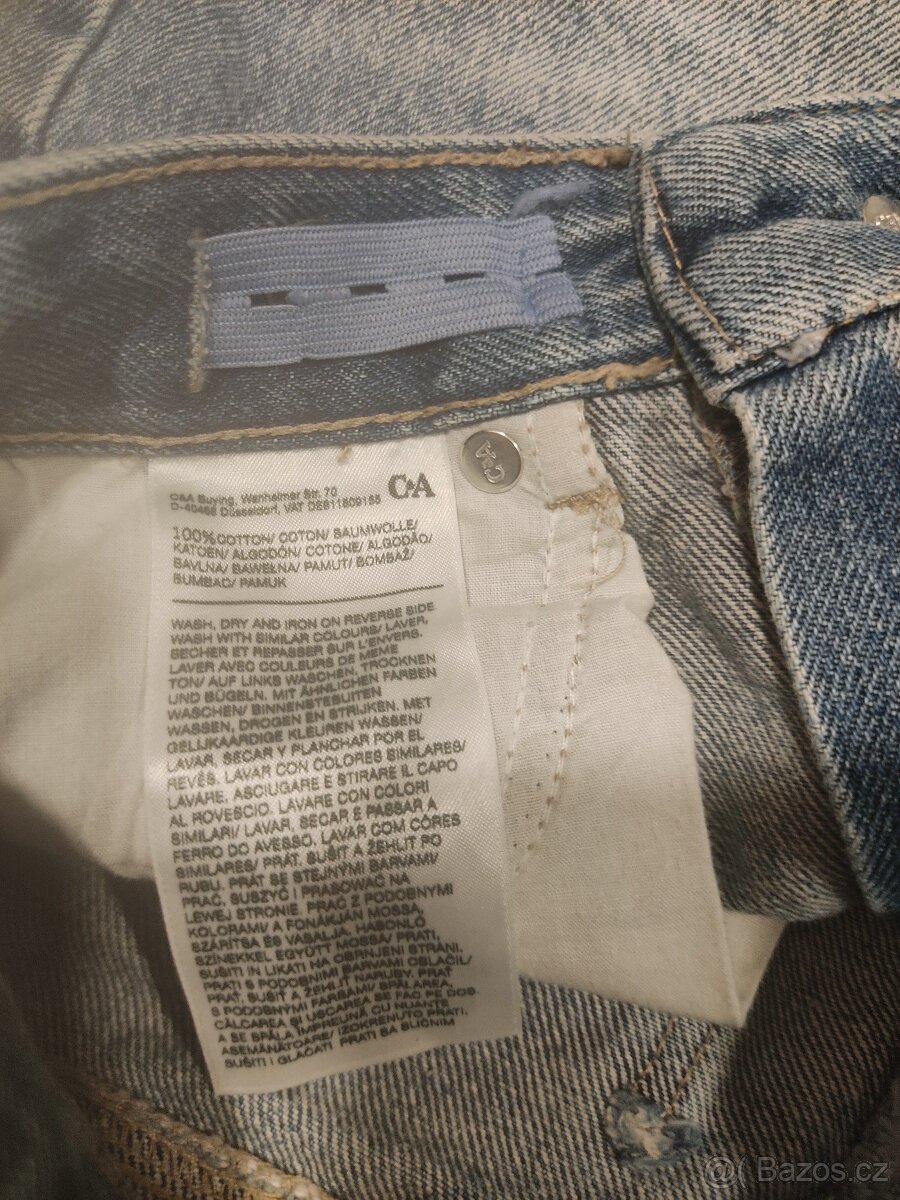 C&A
C&A Buying, Wanheimer Str. 70
D-40468 Düsseldorf, VAT DE811809188
100% COTTON/ COTON/ BAUMWOLLE/
KATOEN/ ALGODÓN/ COTONE/ ALGODÃO/
BAVLNA/ BAWEŁNA/ PAMUT/ BOMBAŽ/
BUMBAC/ PAMUK
WASH, DRY AND IRON ON REVERSE SIDE.
WASH WITH SIMILAR COLOURS/ LAVER,
SECHER ET REPASSER SUR L'ENVERS.
LAVER AVEC COULEURS DE MEME
TON/ AUF LINKS WASCHEN, TROCKNEN
UND BÜGELN. MIT ÄHNLICHEN FARBEN
WASCHEN/ BINNENSTEBUITEN
WASSEN, DROGEN EN STRIJKEN. MET
GELIJKAARDIGE KLEUREN WASSEN/
LAVAR, SECAR Y PLANCHAR POR EL
REVÉS. LAVAR CON COLORES SIMILARES/
LAVARE, ASCIUGARE E STIRARE IL CAPO
AL ROVESCIO. LAVARE CON COLORI
SIMILARI/ LAVAR, SECAR E PASSAR A
FERRO DO AVESSO. LAVAR COM CÔRES
SIMILARES/ PRÁT, SUŠIT A ŽEHLIT PO
RUBU. PRÁT SE STEJNÝMI BARVAMI/
PRAĆ, SUSZYĆ I PRASOWAĆ NA
LEWEJ STRONIE. PRAĆ Z PODOBNYMI
KOLORAMI/ A FONÁKJÁN MOSSA,
SZÁRÍTSA ÉS VASALJA. HASONLÓ
SZÍNEKKEL EGYÜTT MOSSA/ PRATI,
SUŠITI IN LIKATI NA OBRNJENI STRANI.
PRATI S PODOBNIMI BARVAMI OBLAČIL/
PRAŤ, SUŠIŤ A ŽEHLIŤ NARUBY. PRAŤ
S PODOBNÝMI FARBAMI/ SPĂLAREA,
CĂLCAREA ŞI USCAREA SE FAC PE DOS.
A SE SPĂLA ÎMPREUNĂ CU NUANŢE
ASEMĂNĂTOARE/ IZOKRENUTO PRATI,
SUŠITI I GLAČATI PRATI SA SLIČNIM
C&A
@( Bazos.cz